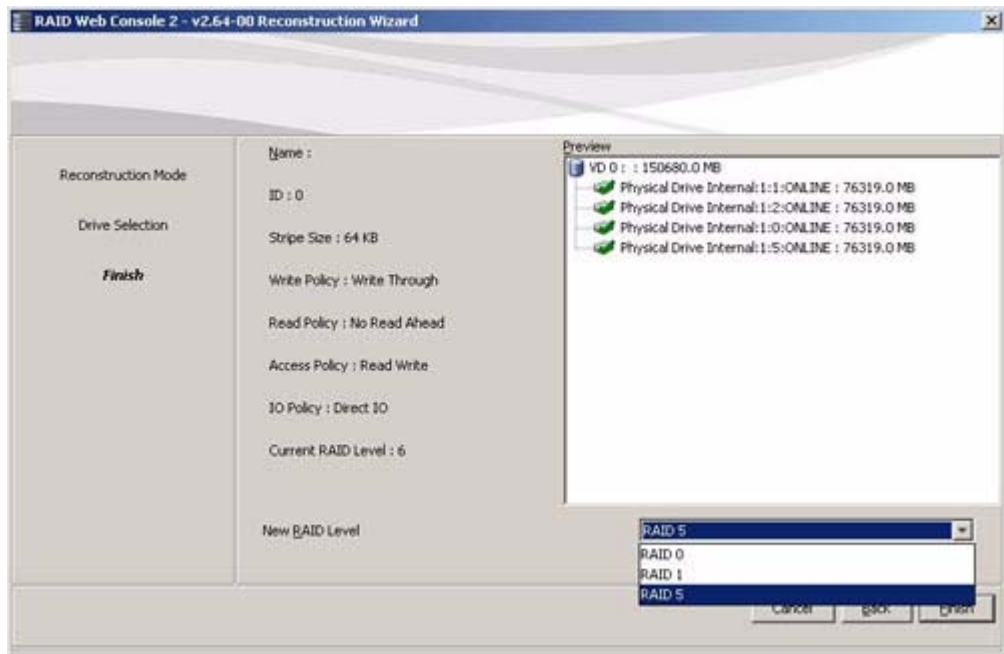 RAID Web Console 2 - v2.64-00 Reconstruction Wizard
Reconstruction Mode
Drive Selection
Finish
Name :
ID : 0
Stripe Size : 64 KB
Write Policy : Write Through
Read Policy : No Read Ahead
Access Policy : Read Write
IO Policy : Direct IO
Current RAID Level : 6
New RAID Level
Preview
VD 0 : : 150680.0 MB
Physical Drive Internal:1:1:ONLINE : 76319.0 MB
Physical Drive Internal:1:2:ONLINE : 76319.0 MB
Physical Drive Internal:1:0:ONLINE : 76319.0 MB
Physical Drive Internal:1:5:ONLINE : 76319.0 MB
RAID 5
RAID 0
RAID 1
RAID 5
Cancel
Back
Finish